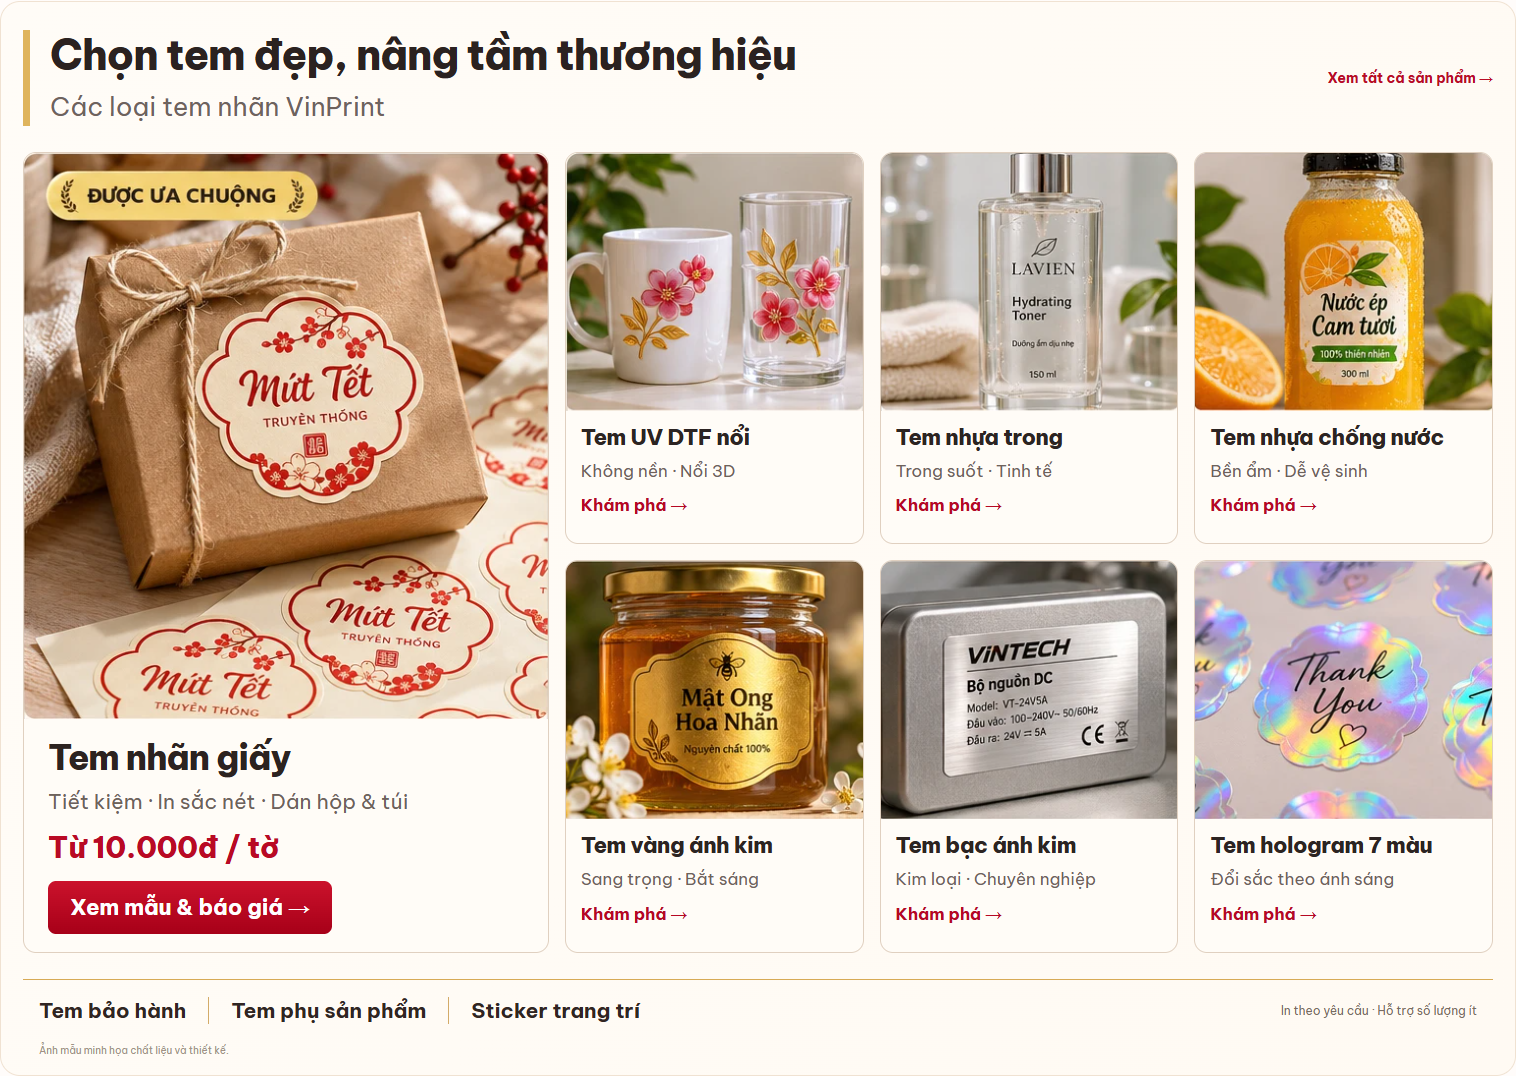 Chọn tem đẹp, nâng tầm thương hiệu
Các loại tem nhãn VinPrint
Xem tất cả sản phẩm →
ĐƯỢC ƯA CHUỘNG
Mứt Tết
TRUYỀN THỐNG
Mứt Tết
TRUYỀN THỐNG
Mứt Tết
TRUYỀN THỐNG
Tem nhãn giấy
Tiết kiệm · In sắc nét · Dán hộp & túi
Từ 10.000đ / tờ
Xem mẫu & báo giá →
Tem UV DTF nổi
Không nền · Nổi 3D
Khám phá →
LAVIEN
Hydrating
Toner
Dưỡng ẩm dịu nhẹ
150 ml
Tem nhựa trong
Trong suốt · Tinh tế
Khám phá →
Nước ép
Cam tươi
100% thiên nhiên
300 ml
Tem nhựa chống nước
Bền ẩm · Dễ vệ sinh
Khám phá →
Mật Ong
Hoa Nhãn
Nguyên chất 100%
Tem vàng ánh kim
Sang trọng · Bắt sáng
Khám phá →
ViNTECH
Bộ nguồn DC
Model: VT-24V5A
Đầu vào: 100-240V~ 50/60Hz
Đầu ra: 24V ⎓ 5A
CE
Tem bạc ánh kim
Kim loại · Chuyên nghiệp
Khám phá →
Thank
You
Tem hologram 7 màu
Đổi sắc theo ánh sáng
Khám phá →
Tem bảo hành
Tem phụ sản phẩm
Sticker trang trí
In theo yêu cầu · Hỗ trợ số lượng ít
Ảnh mẫu minh họa chất liệu và thiết kế.